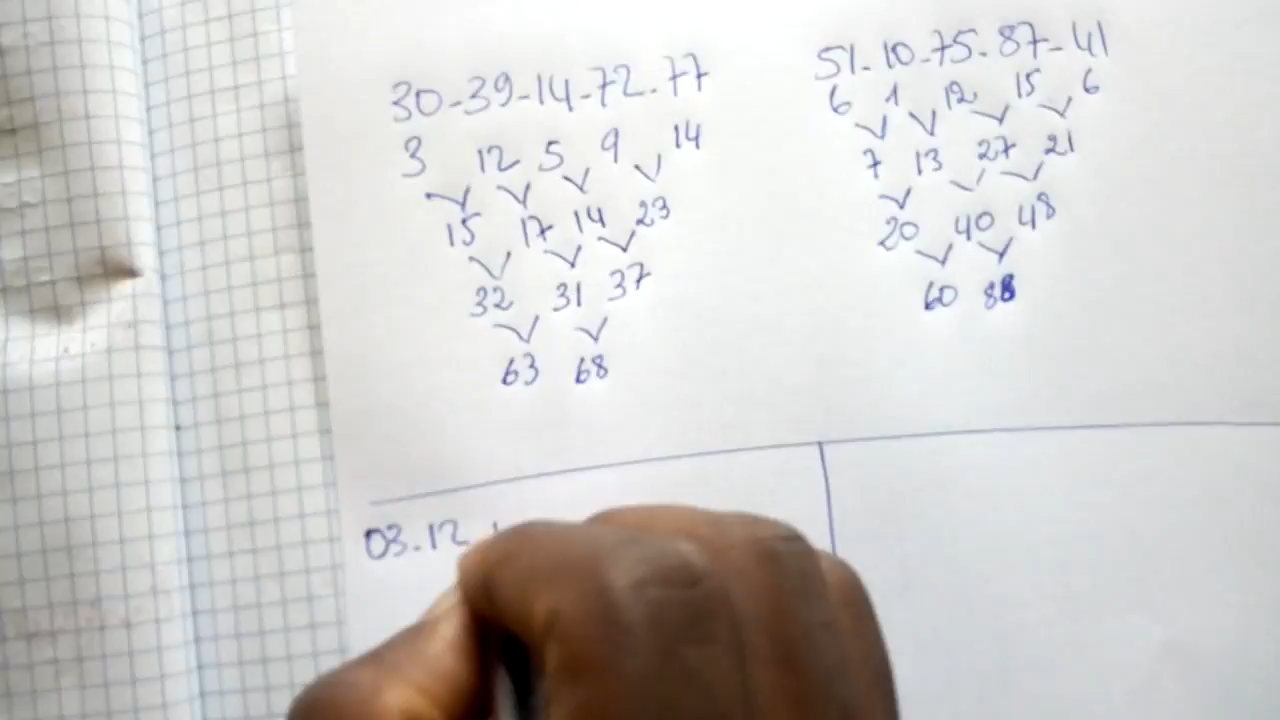 30-39-14-72-77
3 12 5 9 14
15 17 14 23
32 31 37
63 68
51-10-75-87-41
6 1 12 15 6
7 13 27 21
20 40 48
60 88
03.12